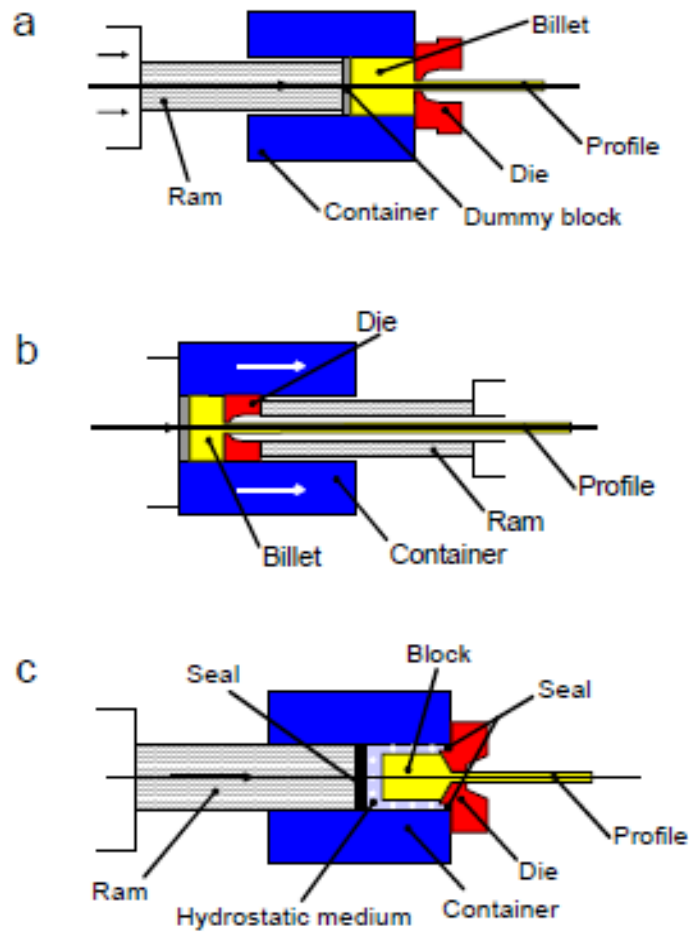 a
Billet
Profile
Die
Ram
Container
Dummy block
b
Die
Profile
Ram
Billet
Container
c
Block
Seal
Seal
Profile
Die
Ram
Container
Hydrostatic medium